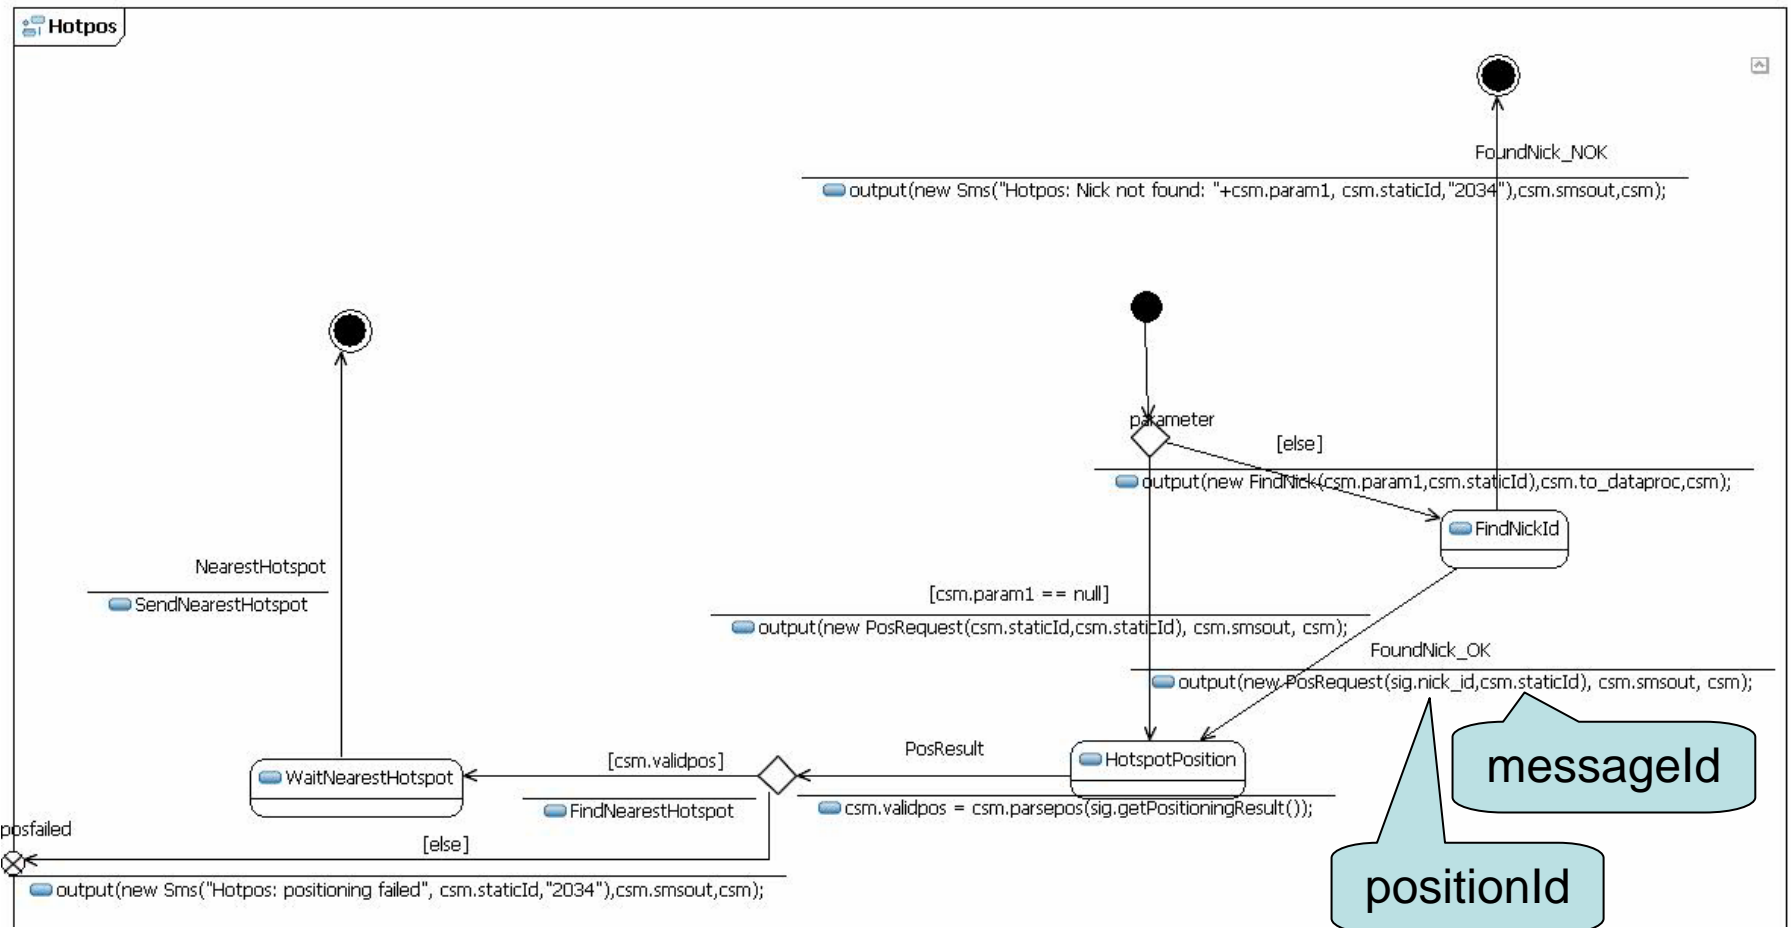 Hotpos
FoundNick_NOK
output(new Sms("Hotpos: Nick not found: "+csm.param1, csm.staticId,"2034"),csm.smsout,csm);
parameter
[else]
output(new FindNick(csm.param1,csm.staticId),csm.to_dataproc,csm);
FindNickId
NearestHotspot
SendNearestHotspot
[csm.param1 == null]
output(new PosRequest(csm.staticId,csm.staticId), csm.smsout, csm);
FoundNick_OK
output(new PosRequest(sig.nick_id,csm.staticId), csm.smsout, csm);
messageId
positionId
PosResult
HotspotPosition
csm.validpos = csm.parsepos(sig.getPositioningResult());
[csm.validpos]
FindNearestHotspot
WaitNearestHotspot
posfailed
[else]
output(new Sms("Hotpos: positioning failed", csm.staticId,"2034"),csm.smsout,csm);